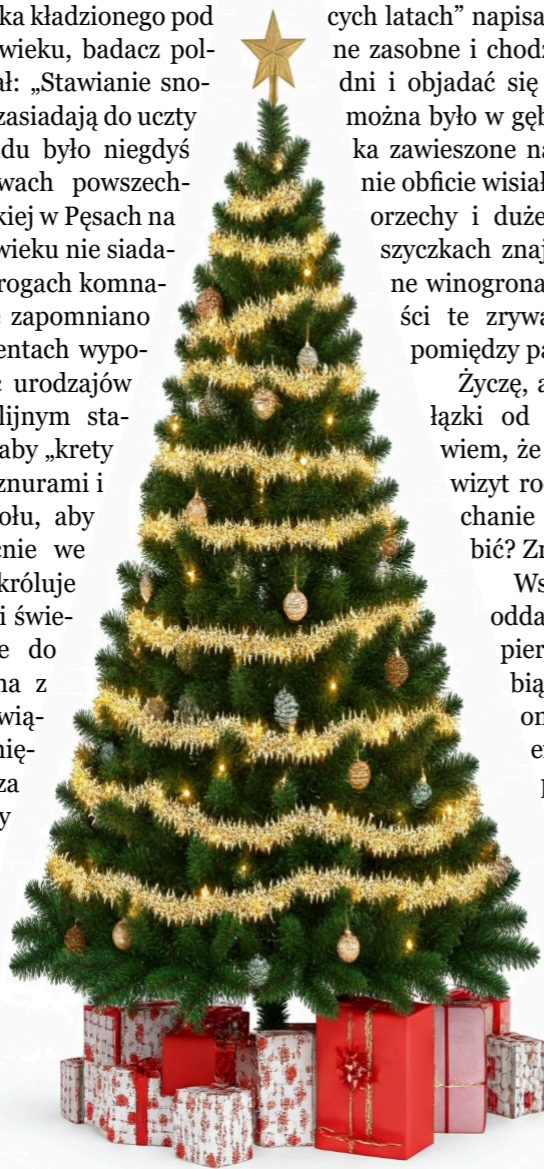 ka kładzionego pod
wieku, badacz pol-
ał: „Stawianie sno-
zasiadają do uczty
du było niegdyś
wach powszech-
kiej w Pęsach na
wieku nie siada-
rogach komna-
zapomniano
entach wypo-
urodzajów
lijnym sta-
aby „krety
znurami i
ołu, aby
nie we
króluje
i świe-
e do
na z
wią-
nię-
za
y
cych latach” napisa
ne zasobne i chodz
dni i objadać się
można było w gęb
ka zawieszone na
nie obficie wisiał
orzechy i duże
szyczkach znaj
ne winogrona
ści te zrywa
pomiędzy pa
Życzę, a
łązki od
wiem, że
wizyt ro
chanie
bić? Zn
Ws
odda
pier
bią
on
e
p